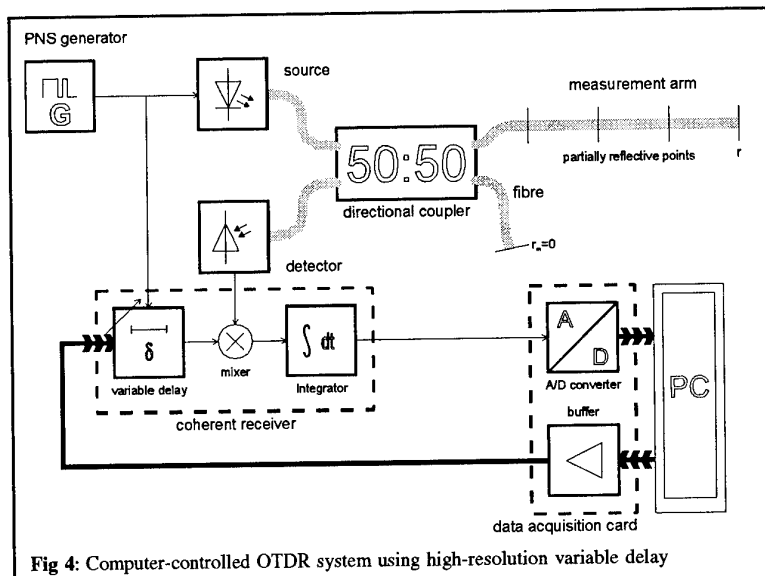 PNS generator
G
source
measurement arm
50:50
partially reflective points
r
directional coupler
fibre
r∞=0
detector
δ
∫ dt
A
D
PC
variable delay
mixer
Integrator
A/D converter
coherent receiver
buffer
data acquisition card
Fig 4: Computer-controlled OTDR system using high-resolution variable delay